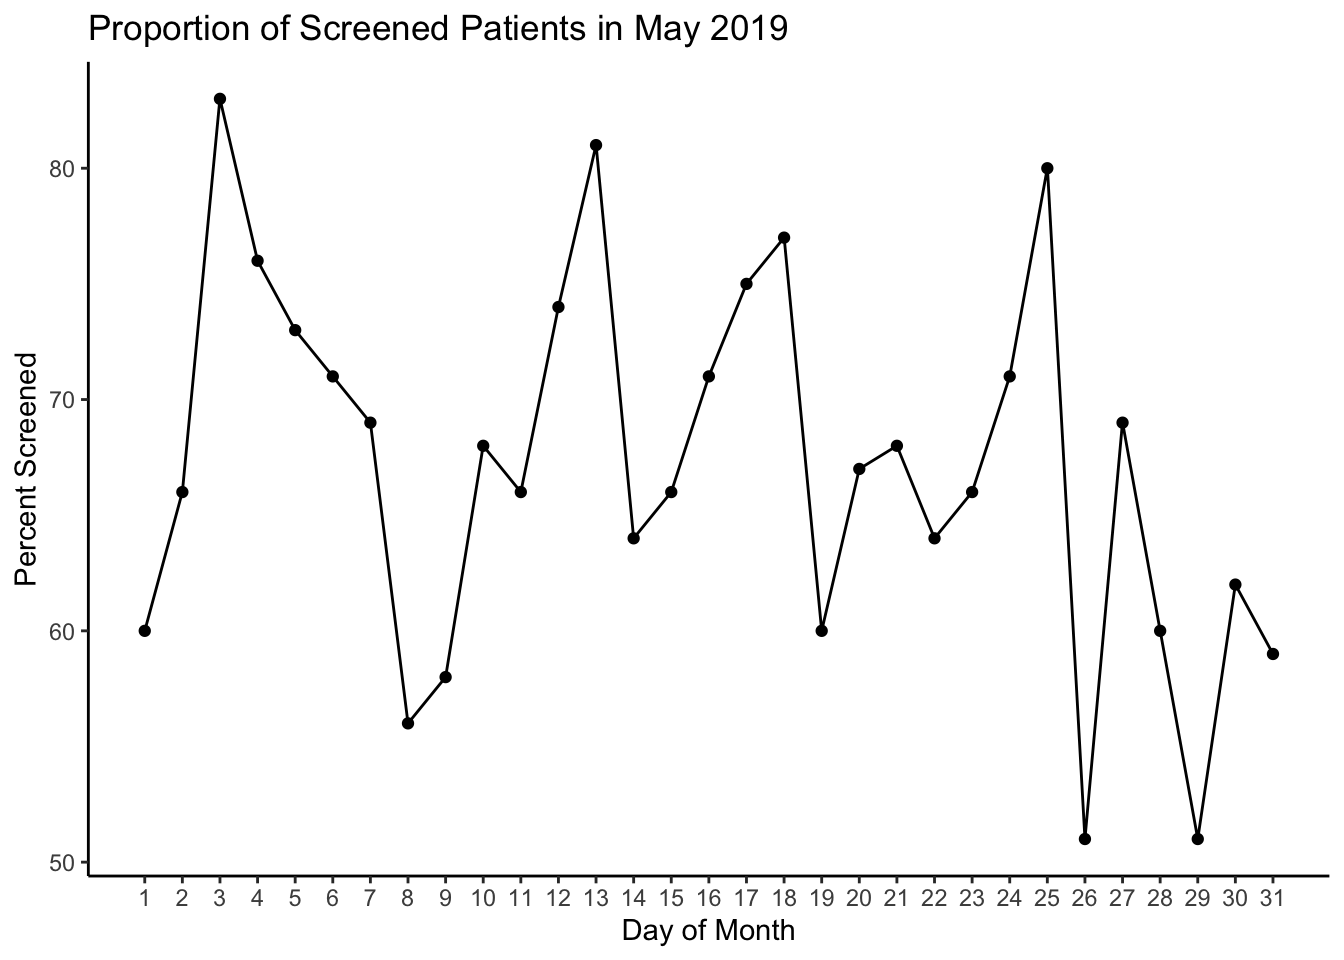 Proportion of Screened Patients in May 2019
Percent Screened
80
70
60
50
1 2 3 4 5 6 7 8 9 10 11 12 13 14 15 16 17 18 19 20 21 22 23 24 25 26 27 28 29 30 31
Day of Month